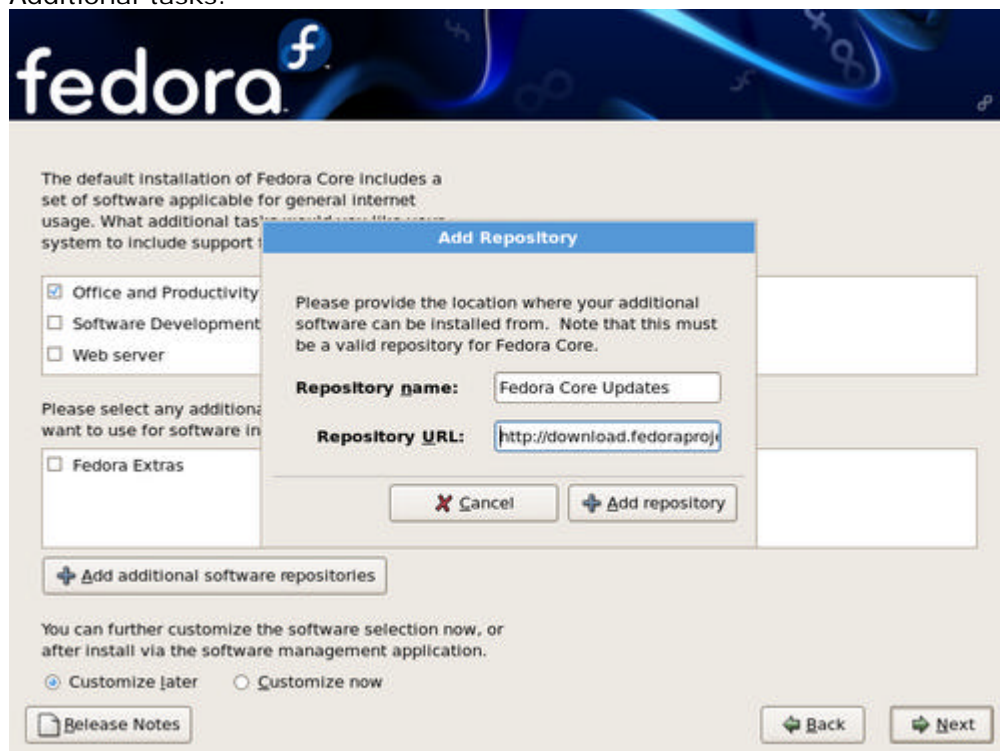 Additional tasks:
fedora
The default installation of Fedora Core includes a
set of software applicable for general internet
usage. What additional
system to include support
Add Repository
Office and Productivity
Software Development
Web server
Please provide the location where your additional
software can be installed from. Note that this must
be a valid repository for Fedora Core.
Repository name: Fedora Core Updates
Repository URL: http://download.fedoraproj
Please select any
want to use for software
Fedora Extras
Cancel Add repository
Add additional software repositories
You can further customize the software selection now, or
after install via the software management application.
Customize later Customize now
Release Notes Back Next